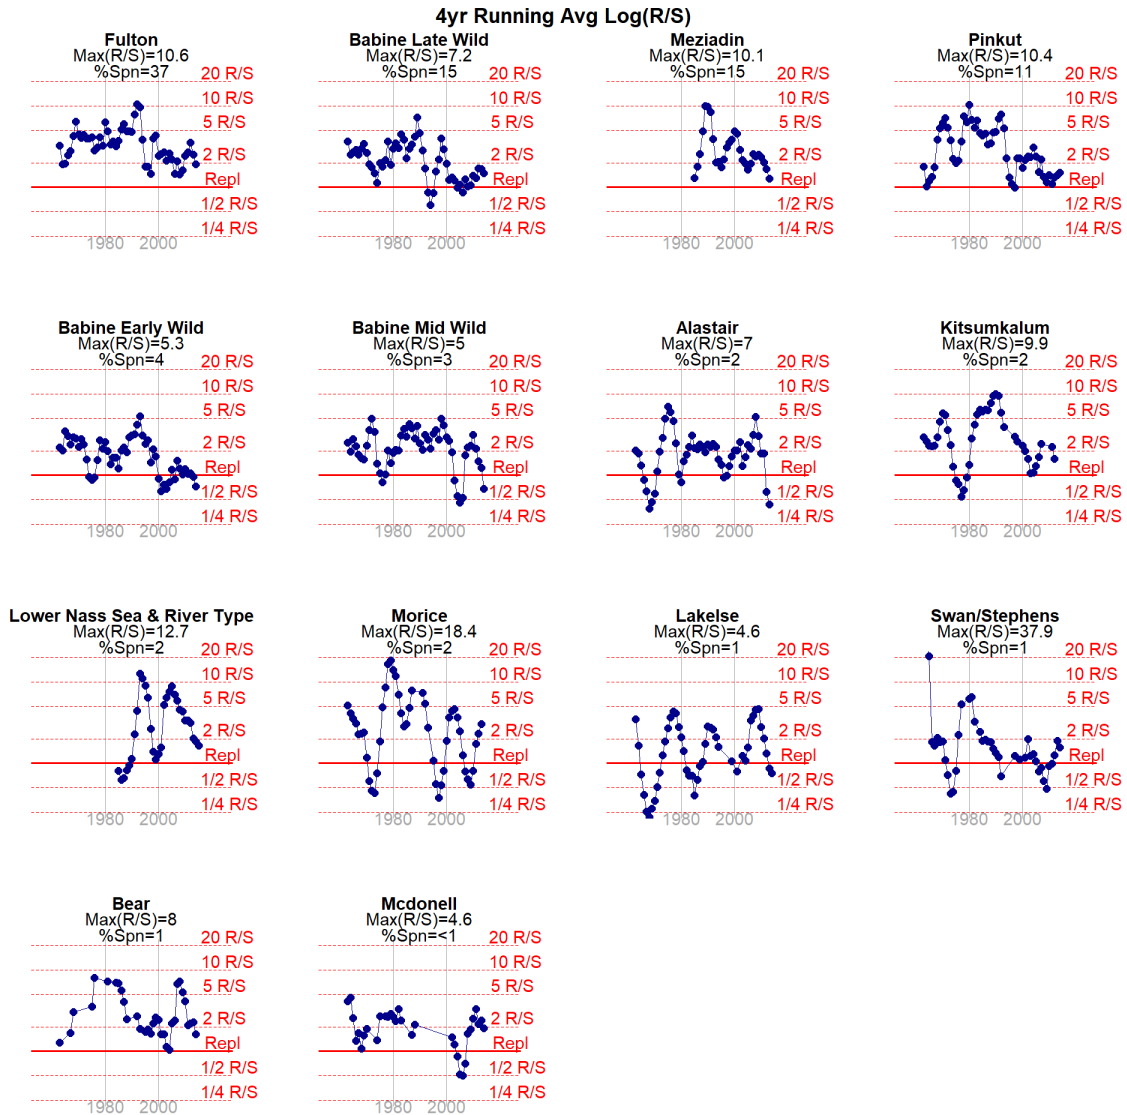 4yr Running Avg Log(R/S)
Fulton
Max(R/S)=10.6
%Spn=37
20 R/S
10 R/S
5 R/S
2 R/S
Repl
1/2 R/S
1/4 R/S
1980 2000
Babine Late Wild
Max(R/S)=7.2
%Spn=15
20 R/S
10 R/S
5 R/S
2 R/S
Repl
1/2 R/S
1/4 R/S
1980 2000
Meziadin
Max(R/S)=10.1
%Spn=15
20 R/S
10 R/S
5 R/S
2 R/S
Repl
1/2 R/S
1/4 R/S
1980 2000
Pinkut
Max(R/S)=10.4
%Spn=11
20 R/S
10 R/S
5 R/S
2 R/S
Repl
1/2 R/S
1/4 R/S
1980 2000
Babine Early Wild
Max(R/S)=5.3
%Spn=4
20 R/S
10 R/S
5 R/S
2 R/S
Repl
1/2 R/S
1/4 R/S
1980 2000
Babine Mid Wild
Max(R/S)=5
%Spn=3
20 R/S
10 R/S
5 R/S
2 R/S
Repl
1/2 R/S
1/4 R/S
1980 2000
Alastair
Max(R/S)=7
%Spn=2
20 R/S
10 R/S
5 R/S
2 R/S
Repl
1/2 R/S
1/4 R/S
1980 2000
Kitsumkalum
Max(R/S)=9.9
%Spn=2
20 R/S
10 R/S
5 R/S
2 R/S
Repl
1/2 R/S
1/4 R/S
1980 2000
Lower Nass Sea & River Type
Max(R/S)=12.7
%Spn=2
20 R/S
10 R/S
5 R/S
2 R/S
Repl
1/2 R/S
1/4 R/S
1980 2000
Morice
Max(R/S)=18.4
%Spn=2
20 R/S
10 R/S
5 R/S
2 R/S
Repl
1/2 R/S
1/4 R/S
1980 2000
Lakelse
Max(R/S)=4.6
%Spn=1
20 R/S
10 R/S
5 R/S
2 R/S
Repl
1/2 R/S
1/4 R/S
1980 2000
Swan/Stephens
Max(R/S)=37.9
%Spn=1
20 R/S
10 R/S
5 R/S
2 R/S
Repl
1/2 R/S
1/4 R/S
1980 2000
Bear
Max(R/S)=8
%Spn=1
20 R/S
10 R/S
5 R/S
2 R/S
Repl
1/2 R/S
1/4 R/S
1980 2000
Mcdonell
Max(R/S)=4.6
%Spn=<1
20 R/S
10 R/S
5 R/S
2 R/S
Repl
1/2 R/S
1/4 R/S
1980 2000